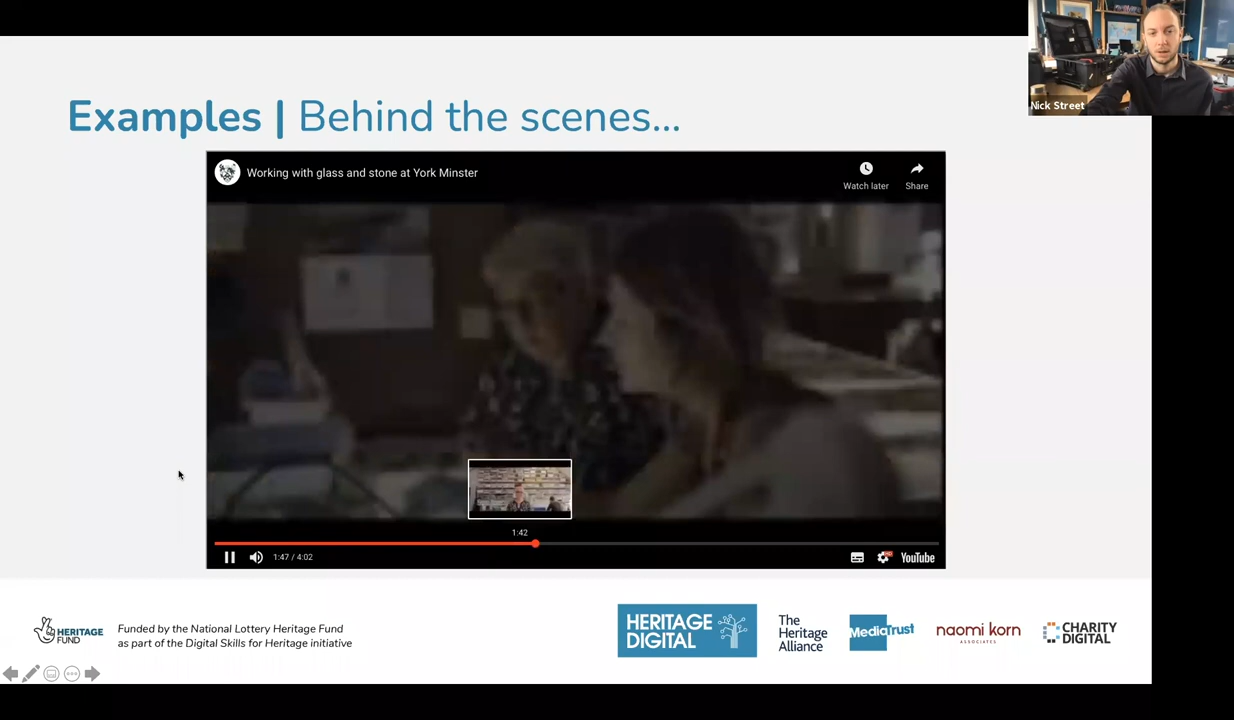 Nick Street
Examples | Behind the scenes...
Working with glass and stone at York Minster
Watch later
Share
1:42
1:47 / 4:02
YouTube
HERITAGE
FUND
Funded by the National Lottery Heritage Fund
as part of the Digital Skills for Heritage initiative
HERITAGE
DIGITAL
The
Heritage
Alliance
MediaTrust
naomi korn
ASSOCIATES
CHARITY
DIGITAL